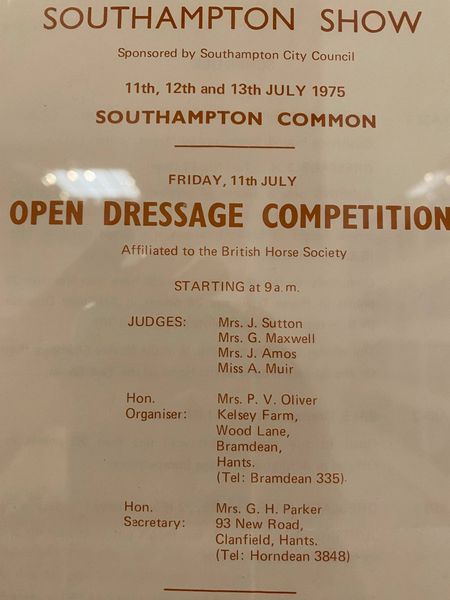 SOUTHAMPTON SHOW
Sponsored by Southampton City Council
11th, 12th and 13th JULY 1975
SOUTHAMPTON COMMON
FRIDAY, 11th JULY
OPEN DRESSAGE COMPETITION
Affiliated to the British Horse Society
STARTING at 9 a.m.
JUDGES: Mrs. J. Sutton
Mrs. G. Maxwell
Mrs. J. Amos
Miss A. Muir
Hon. Mrs. P. V. Oliver
Organiser: Kelsey Farm,
Wood Lane,
Bramdean,
Hants.
(Tel: Bramdean 335).
Hon. Mrs. G. H. Parker
Secretary: 93 New Road,
Clanfield, Hants.
(Tel: Horndean 3848)